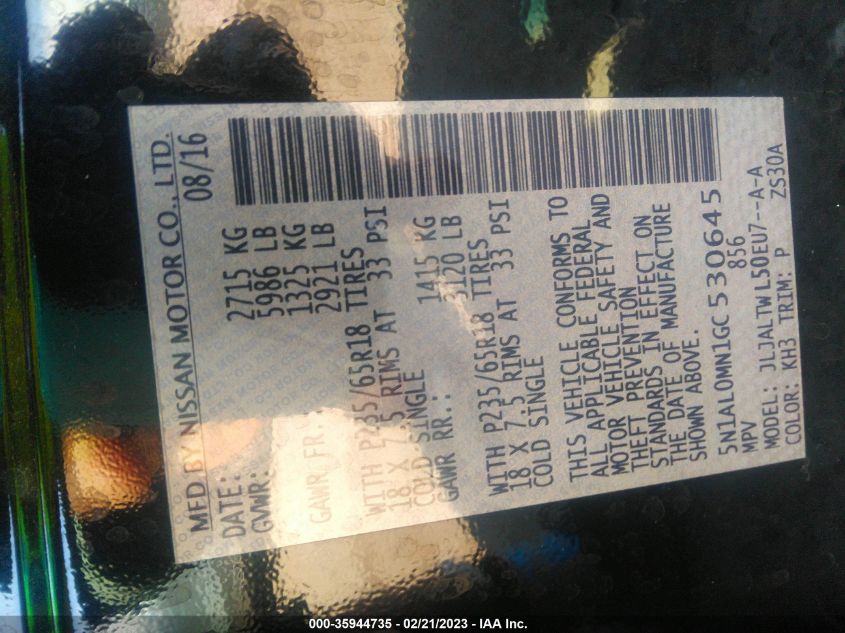 MFD BY NISSAN MOTOR CO., LTD.
DATE: 08/16
GVWR: 2715 KG
5986 LB
GAWR FR.: 1325 KG
2921 LB
WITH P235/65R18 TIRES
18 X 7.5 RIMS AT 33 PSI
COLD SINGLE
GAWR RR.: 1415 KG
3120 LB
WITH P235/65R18 TIRES
18 X 7.5 RIMS AT 33 PSI
COLD SINGLE
THIS VEHICLE CONFORMS TO
ALL APPLICABLE FEDERAL
MOTOR VEHICLE SAFETY AND
THEFT PREVENTION
STANDARDS IN EFFECT ON
THE DATE OF MANUFACTURE
SHOWN ABOVE.
5N1AL0MN1GC530645
MPV 856
MODEL: JLJALTWL50EU7--A-A
COLOR: KH3 TRIM: P ZS30A
000-35944735 - 02/21/2023 - IAA Inc.